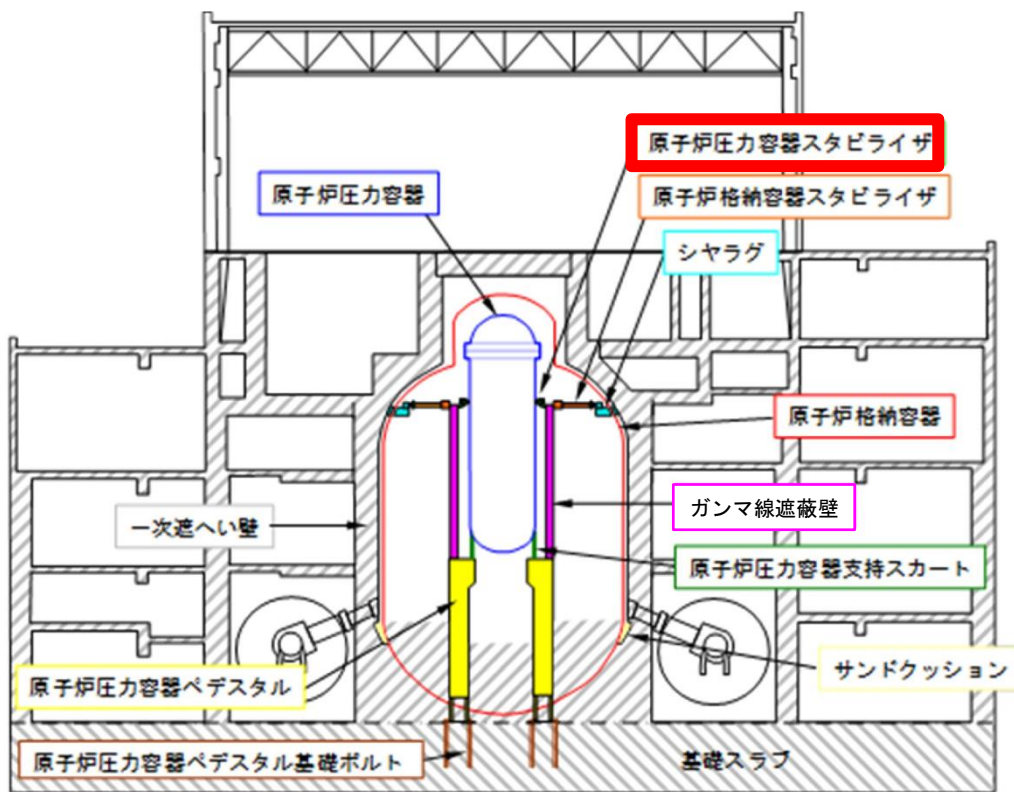 原子炉圧力容器スタビライザ
原子炉圧力容器
原子炉格納容器スタビライザ
シヤラグ
原子炉格納容器
ガンマ線遮蔽壁
一次遮へい壁
原子炉圧力容器支持スカート
サンドクッション
原子炉圧力容器ペデスタル
原子炉圧力容器ペデスタル基礎ボルト
基礎スラブ